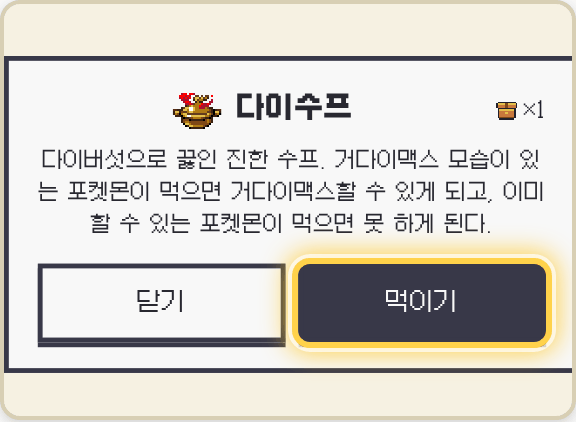 다이수프
×1
다이버섯으로 끓인 진한 수프. 거다이맥스 모습이 있
는 포켓몬이 먹으면 거다이맥스할 수 있게 되고, 이미
할 수 있는 포켓몬이 먹으면 못 하게 된다.
닫기
먹이기